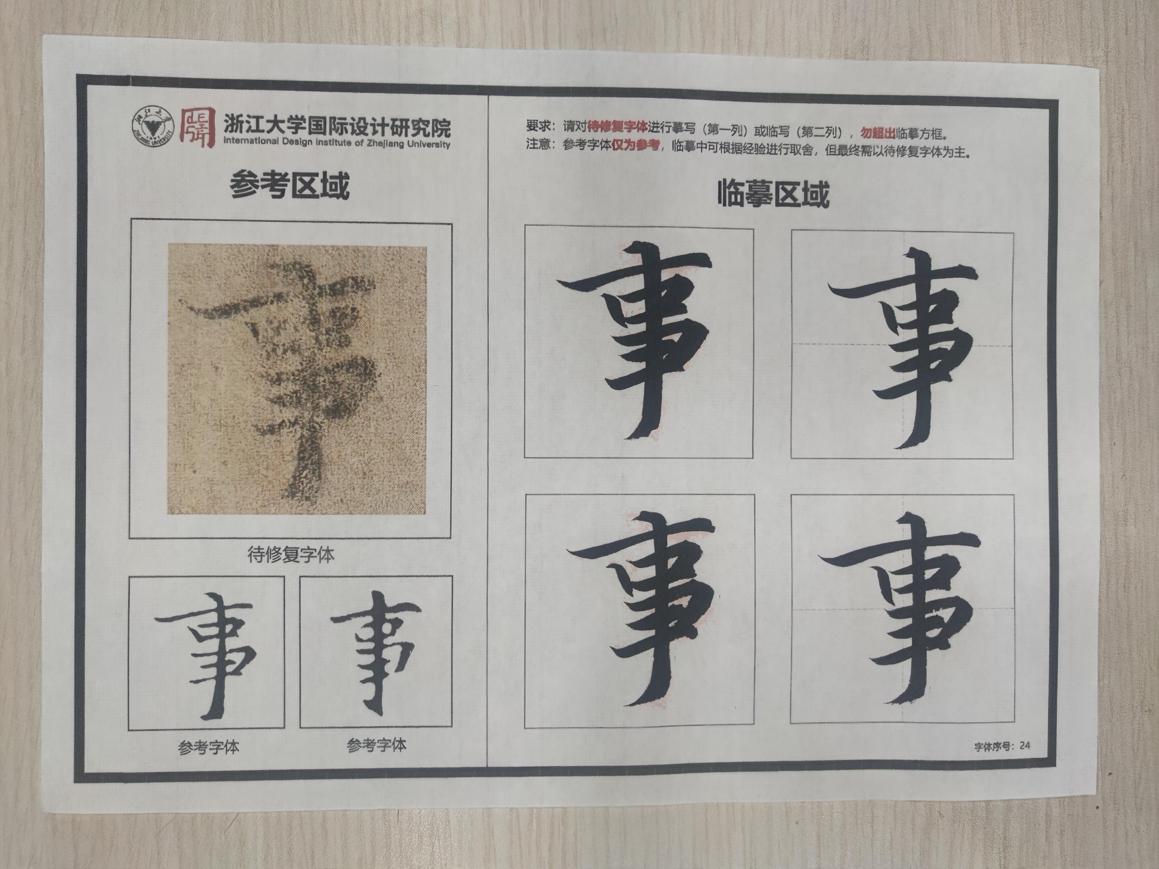 浙江大学国际设计研究院
International Design Institute of Zhejiang University
参考区域
事
待修复字体
事
事
参考字体
参考字体
要求：请对待修复字体进行摹写（第一列）或临写（第二列），勿超出临摹方框。
注意：参考字体仅为参考，临摹中可根据经验进行取舍，但最终需以待修复字体为主。
临摹区域
事
事
事
事
字体序号：24